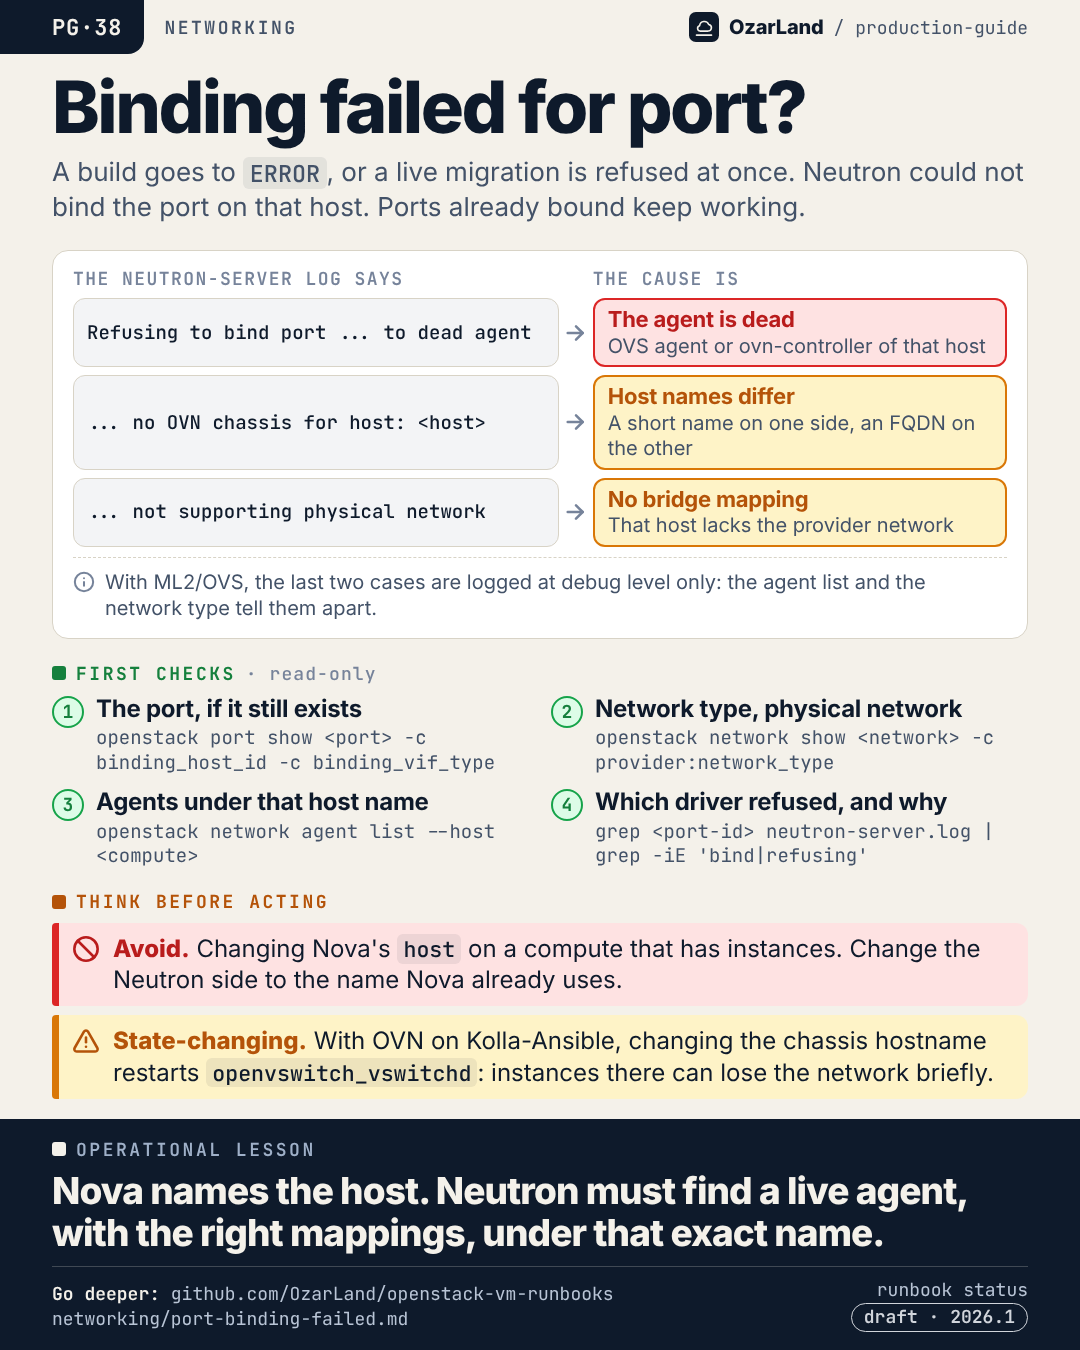 PG·38 NETWORKING
OzarLand / production-guide
Binding failed for port?
A build goes to ERROR, or a live migration is refused at once. Neutron could not
bind the port on that host. Ports already bound keep working.
THE NEUTRON-SERVER LOG SAYS
THE CAUSE IS
Refusing to bind port ... to dead agent
→
The agent is dead
OVS agent or ovn-controller of that host
... no OVN chassis for host: <host>
→
Host names differ
A short name on one side, an FQDN on
the other
... not supporting physical network
→
No bridge mapping
That host lacks the provider network
With ML2/OVS, the last two cases are logged at debug level only: the agent list and the
network type tell them apart.
FIRST CHECKS · read-only
1 The port, if it still exists
openstack port show <port> -c
binding_host_id -c binding_vif_type
2 Network type, physical network
openstack network show <network> -c
provider:network_type
3 Agents under that host name
openstack network agent list --host
<compute>
4 Which driver refused, and why
grep <port-id> neutron-server.log |
grep -iE 'bind|refusing'
THINK BEFORE ACTING
Avoid. Changing Nova's host on a compute that has instances. Change the
Neutron side to the name Nova already uses.
State-changing. With OVN on Kolla-Ansible, changing the chassis hostname
restarts openvswitch_vswitchd: instances there can lose the network briefly.
OPERATIONAL LESSON
Nova names the host. Neutron must find a live agent,
with the right mappings, under that exact name.
Go deeper: github.com/OzarLand/openstack-vm-runbooks
networking/port-binding-failed.md
runbook status
draft · 2026.1